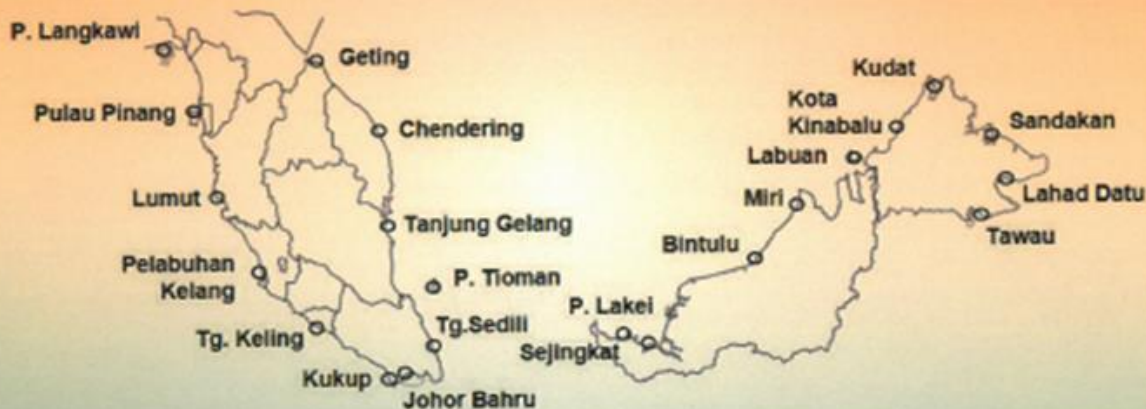 P. Langkawi
Geting
Pulau Pinang
Chendering
Lumut
Tanjung Gelang
Pelabuhan
Kelang
P. Tioman
Tg. Keling
Tg.Sedili
Kukup
Johor Bahru
Kudat
Kota
Kinabalu
Sandakan
Labuan
Lahad Datu
Miri
Tawau
Bintulu
P. Lakei
Sejingkat